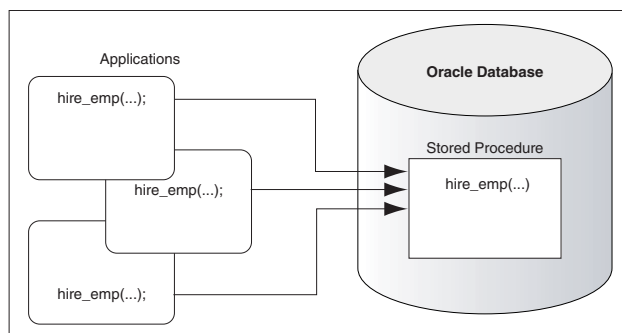 Applications
hire_emp(...);
hire_emp(...);
hire_emp(...);
Oracle Database
Stored Procedure
hire_emp(...)